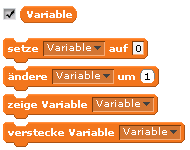 Variable
setze Variable auf 0
ändere Variable um 1
zeige Variable Variable
verstecke Variable Variable